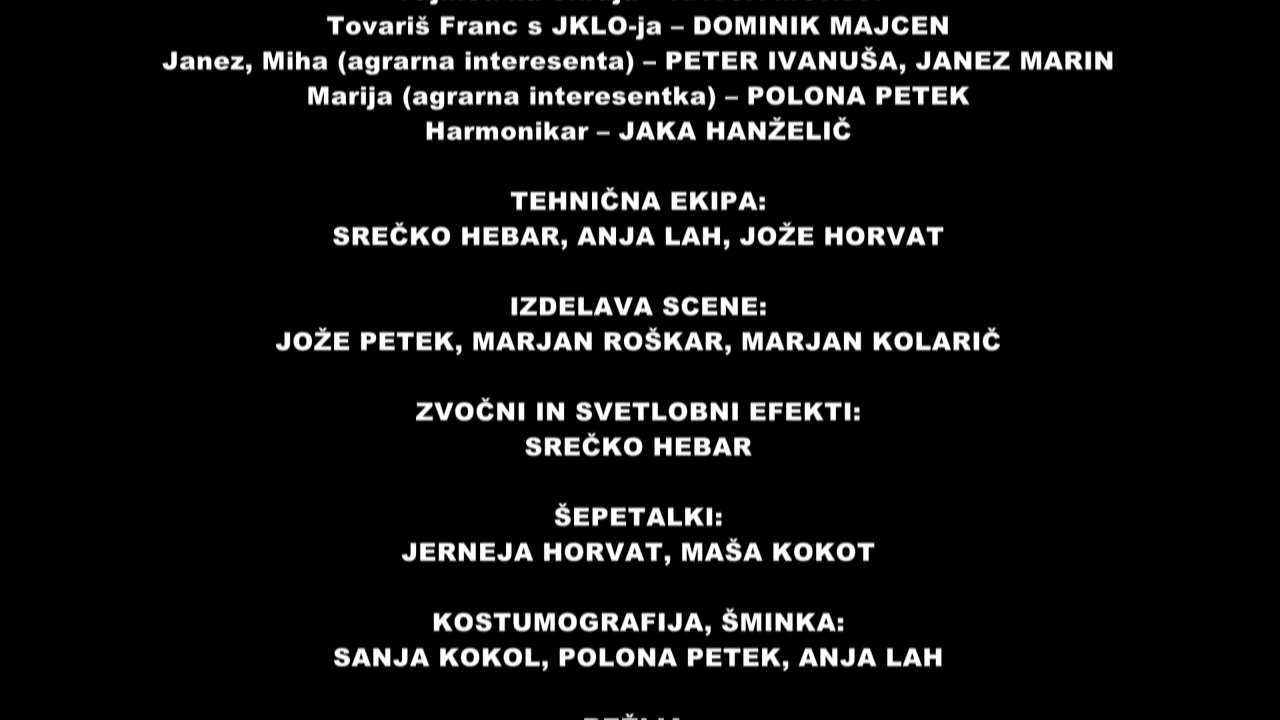 Tovariš Franc s JKLO-ja – DOMINIK MAJCEN
Janez, Miha (agrarna interesenta) – PETER IVANUŠA, JANEZ MARIN
Marija (agrarna interesentka) – POLONA PETEK
Harmonikar – JAKA HANŽELIČ
TEHNIČNA EKIPA:
SREČKO HEBAR, ANJA LAH, JOŽE HORVAT
IZDELAVA SCENE:
JOŽE PETEK, MARJAN ROŠKAR, MARJAN KOLARIČ
ZVOČNI IN SVETLOBNI EFEKTI:
SREČKO HEBAR
ŠEPETALKI:
JERNEJA HORVAT, MAŠA KOKOT
KOSTUMOGRAFIJA, ŠMINKA:
SANJA KOKOL, POLONA PETEK, ANJA LAH